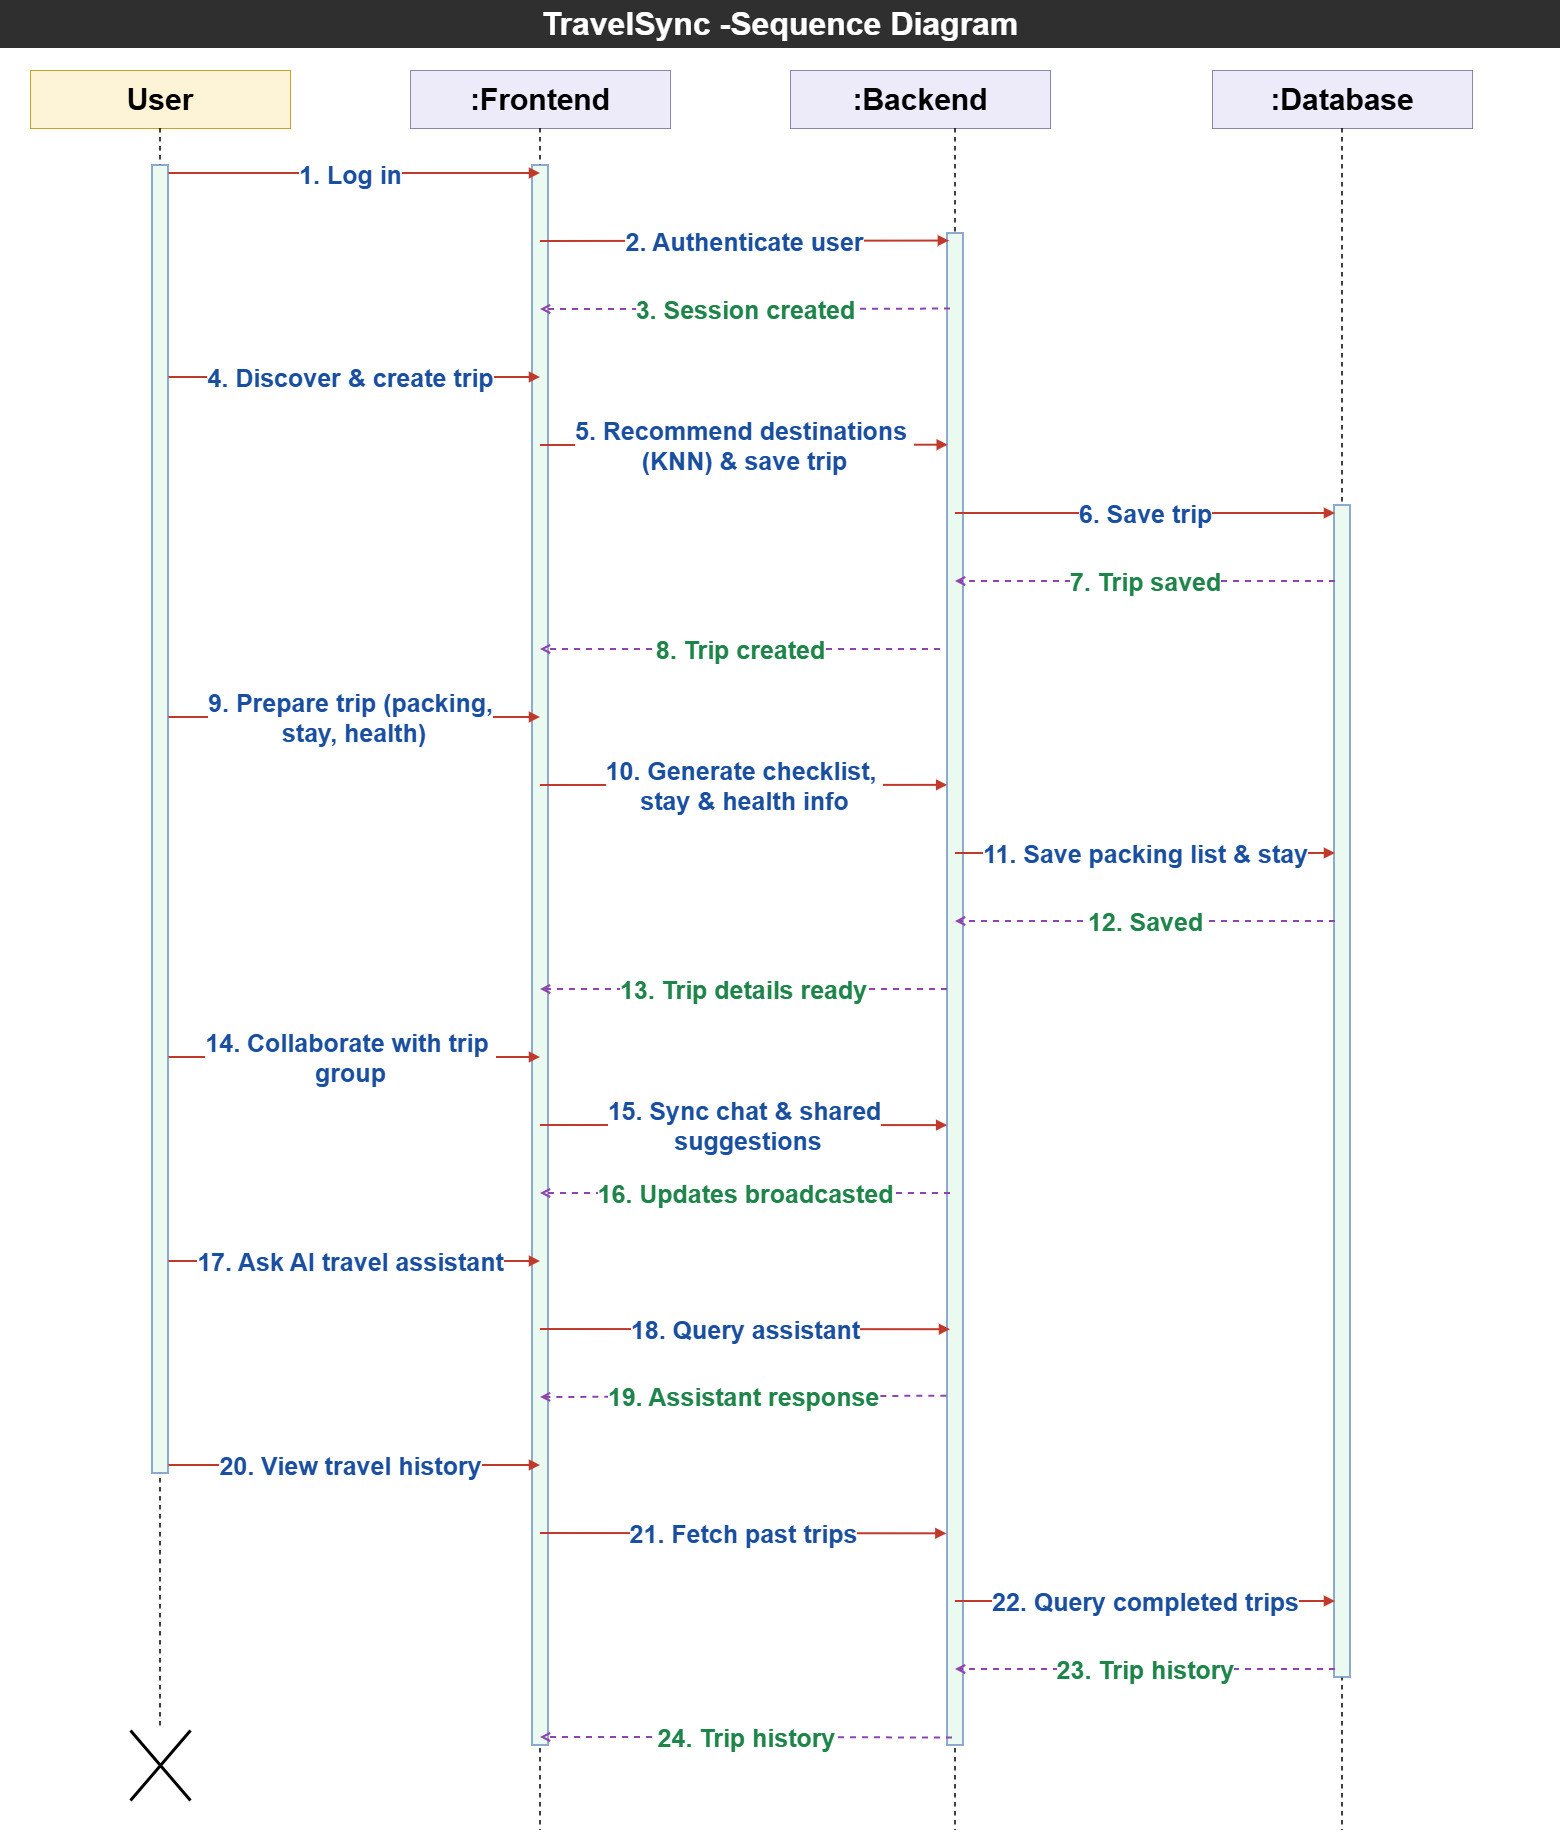 TravelSync -Sequence Diagram
User
:Frontend
:Backend
:Database
1. Log in
2. Authenticate user
3. Session created
4. Discover & create trip
5. Recommend destinations
(KNN) & save trip
6. Save trip
7. Trip saved
8. Trip created
9. Prepare trip (packing,
stay, health)
10. Generate checklist,
stay & health info
11. Save packing list & stay
12. Saved
13. Trip details ready
14. Collaborate with trip
group
15. Sync chat & shared
suggestions
16. Updates broadcasted
17. Ask AI travel assistant
18. Query assistant
19. Assistant response
20. View travel history
21. Fetch past trips
22. Query completed trips
23. Trip history
24. Trip history